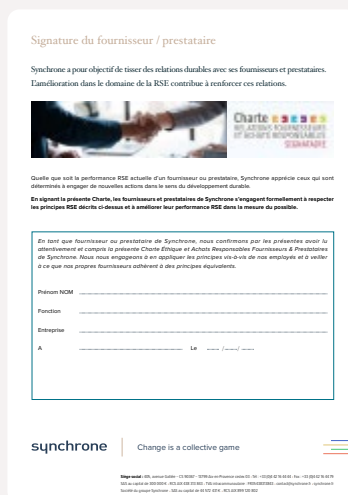 Signature du fournisseur / prestataire
Synchrone a pour objectif de tisser des relations durables avec ses fournisseurs et prestataires.
L'amélioration dans le domaine de la RSE contribue à renforcer ces relations.
Charte
RELATIONS FOURNISSEURS
ET ACHATS RESPONSABLES
SIGNATAIRE
Quelle que soit la performance RSE actuelle d'un fournisseur ou prestataire, Synchrone apprécie ceux qui sont
déterminés à engager de nouvelles actions dans le sens du développement durable.
En signant la présente Charte, les fournisseurs et prestataires de Synchrone s'engagent formellement à respecter
les principes RSE décrits ci-dessus et à améliorer leur performance RSE dans la mesure du possible.
En tant que fournisseur ou prestataire de Synchrone, nous confirmons par les présentes avoir lu
attentivement et compris la présente Charte Éthique et Achats Responsables Fournisseurs & Prestataires
de Synchrone. Nous nous engageons à en appliquer les principes vis-à-vis de nos employés et à veiller
à ce que nos propres fournisseurs adhèrent à des principes équivalents.
Prénom NOM
Fonction
Entreprise
A Le / /
synchrone Change is a collective game
Siège social :